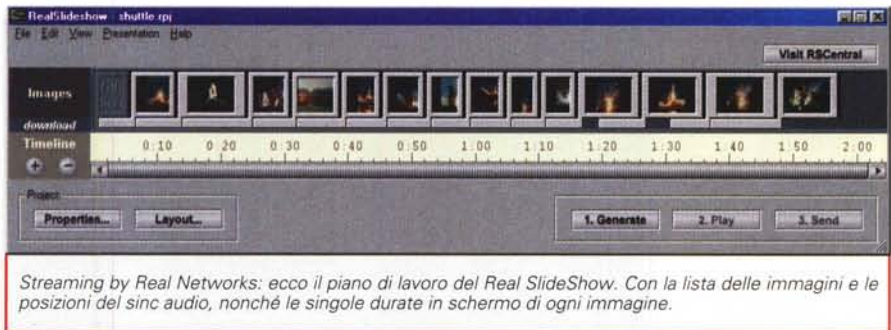 RealSlideshow - shuttle.rpj
File Edit View Presentation Help
Visit RSCentral
Images
download
Timeline
0:10 0:20 0:30 0:40 0:50 1:00 1:10 1:20 1:30 1:40 1:50 2:00
Project
Properties... Layout... 1. Generate 2. Play 3. Send
Streaming by Real Networks: ecco il piano di lavoro del Real SlideShow. Con la lista delle immagini e le
posizioni del sinc audio, nonché le singole durate in schermo di ogni immagine.